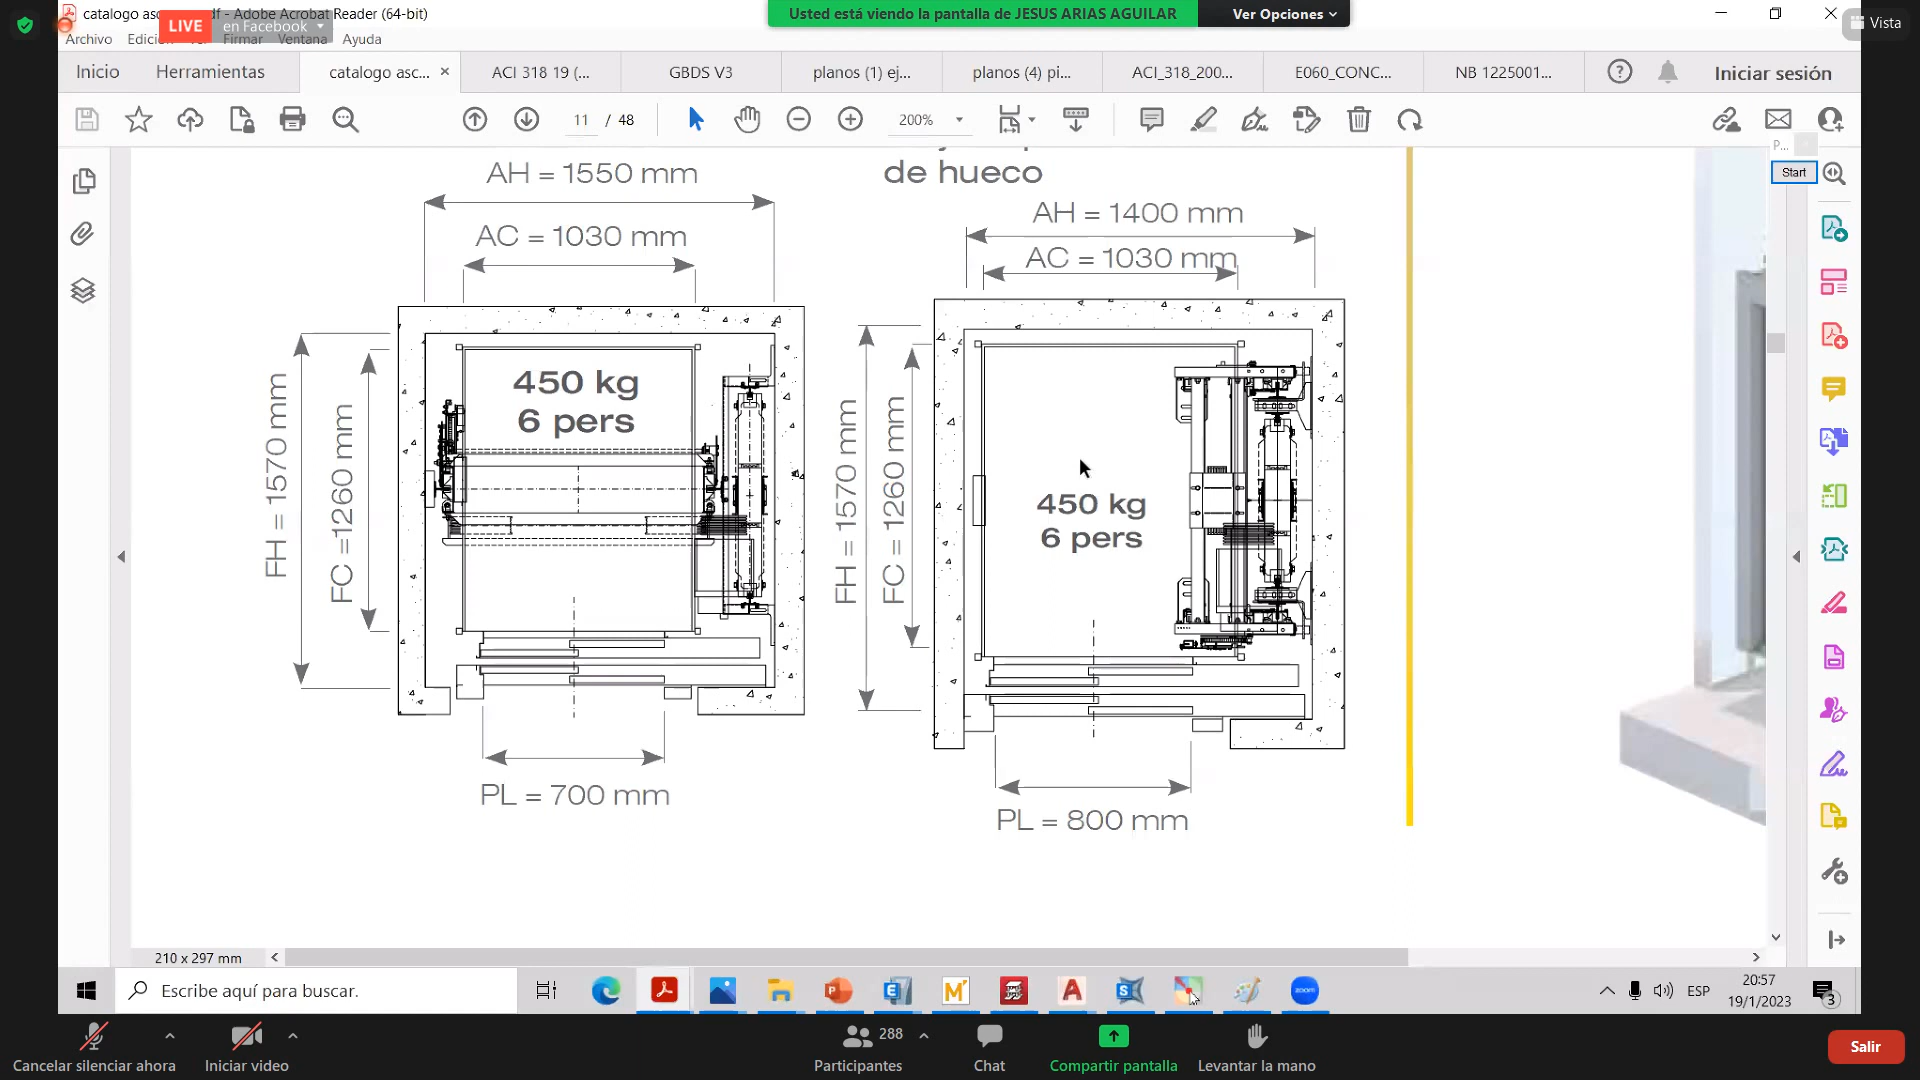 catalogo asc
df - Adobe Acrobat Reader (64-bit)
LIVE
en Facebook
Usted está viendo la pantalla de JESUS ARIAS AGUILAR
Ver Opciones
Vista
Archivo
Edición
Ver
Firmar
Ventana
Ayuda
Inicio
Herramientas
catalogo asc...
ACI 318 19 (...
GBDS V3
planos (1) ej...
planos (4) pi...
ACI_318_200...
E060_CONC...
NB 1225001...
Iniciar sesión
11 / 48
200%
P...
Start
de hueco
AH = 1550 mm
AC = 1030 mm
FH = 1570 mm
FC =1260 mm
450 kg
6 pers
PL = 700 mm
AH = 1400 mm
AC = 1030 mm
FH = 1570 mm
FC = 1260 mm
450 kg
6 pers
PL = 800 mm
210 x 297 mm
Escribe aquí para buscar.
zoom
ESP
20:57
19/1/2023
3
Cancelar silenciar ahora
Iniciar video
288
Participantes
Chat
Compartir pantalla
Levantar la mano
Salir